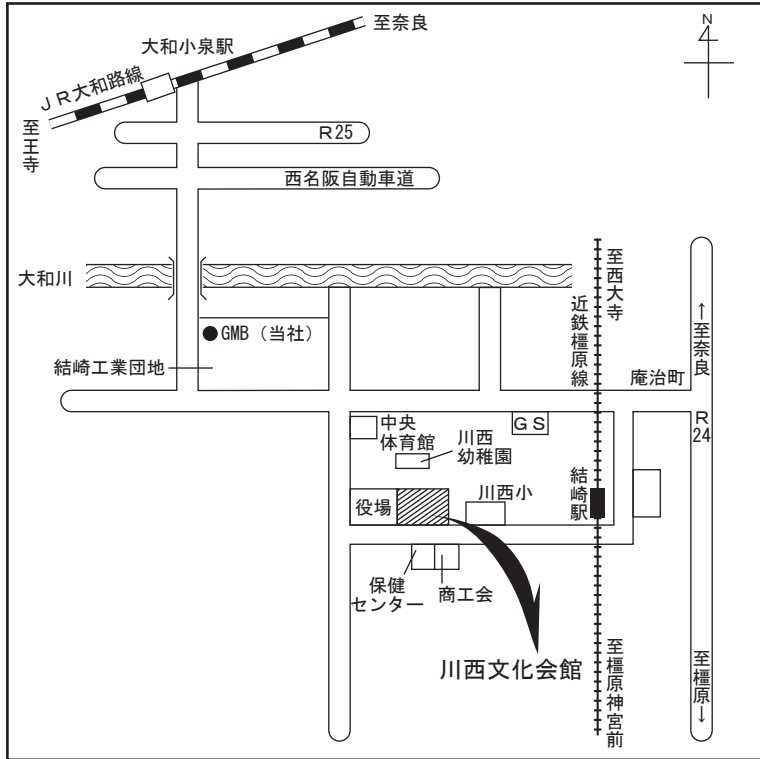 至奈良
N
大和小泉駅
ＪＲ大和路線
至王寺
Ｒ25
西名阪自動車道
大和川
至西大寺
近鉄橿原線
←至奈良
●GMB（当社）
結崎工業団地
庵治町
Ｒ24
中央
体育館
川西
幼稚園
ＧＳ
結崎駅
役場
川西小
保健
センター
商工会
川西文化会館
至橿原神宮前
至橿原→